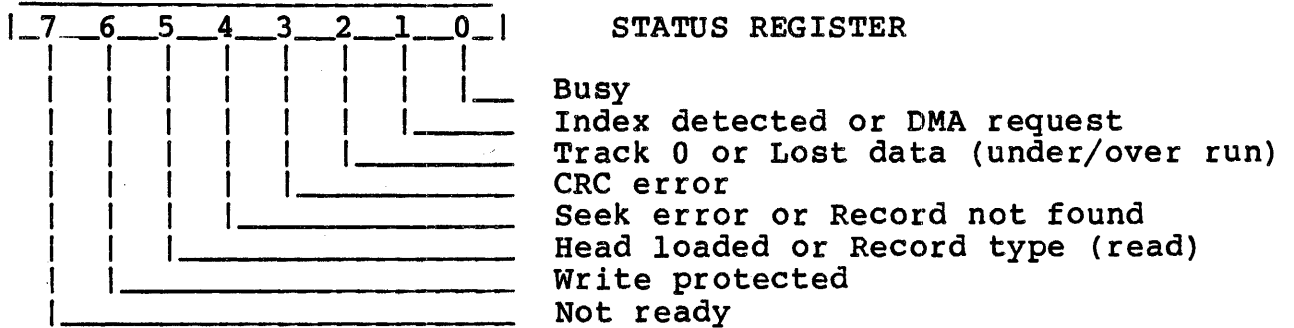 7 6 5 4 3 2 1 0 STATUS REGISTER
Busy
Index detected or DMA request
Track 0 or Lost data (under/over run)
CRC error
Seek error or Record not found
Head loaded or Record type (read)
Write protected
Not ready